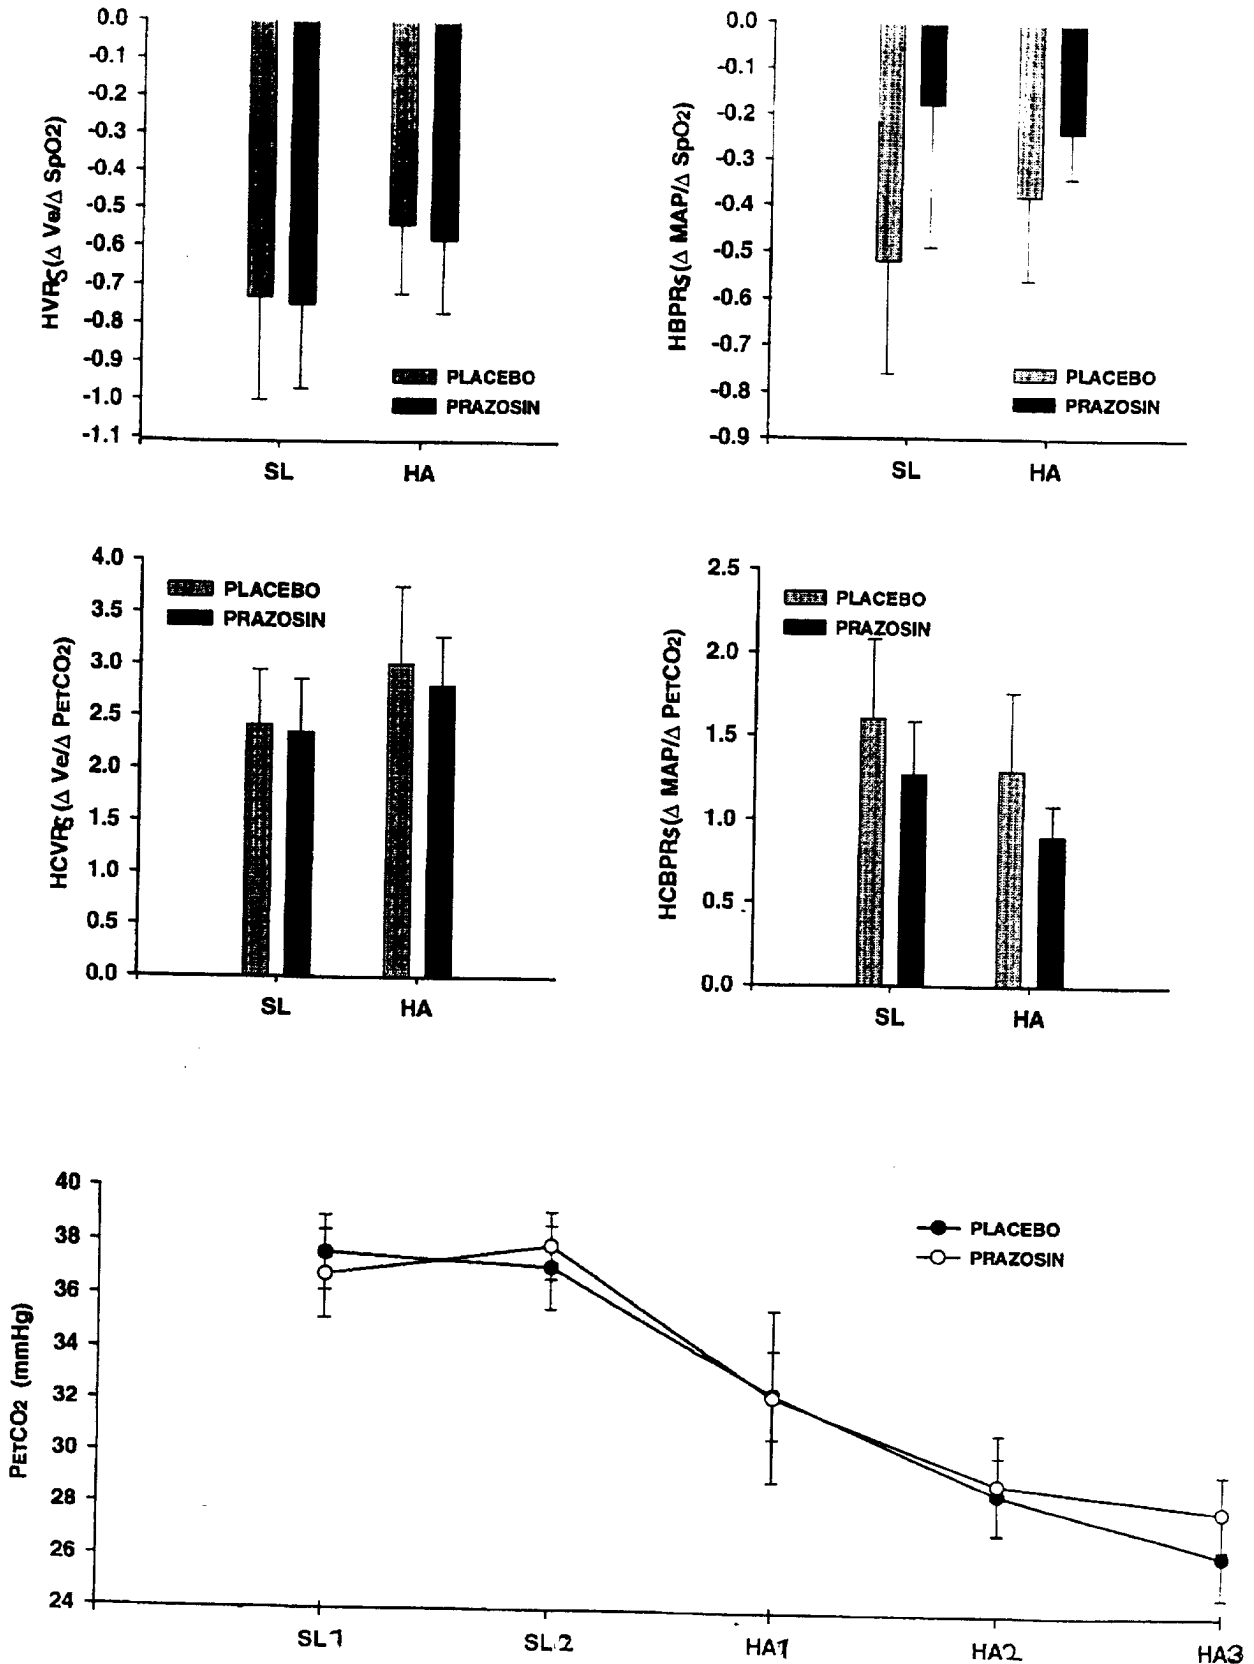 HVRS(Δ Ve/Δ SpO2)
0.0
-0.1
-0.2
-0.3
-0.4
-0.5
-0.6
-0.7
-0.8
-0.9
-1.0
-1.1
PLACEBO
PRAZOSIN
SL HA
HBPRS(Δ MAP/Δ SpO2)
0.0
-0.1
-0.2
-0.3
-0.4
-0.5
-0.6
-0.7
-0.8
-0.9
PLACEBO
PRAZOSIN
SL HA
HCVRS(Δ Ve/Δ PETCO2)
4.0
3.5
3.0
2.5
2.0
1.5
1.0
0.5
0.0
PLACEBO
PRAZOSIN
SL HA
HCBPRS(Δ MAP/Δ PETCO2)
2.5
2.0
1.5
1.0
0.5
0.0
PLACEBO
PRAZOSIN
SL HA
PETCO2 (mmHg)
40
38
36
34
32
30
28
26
24
PLACEBO
PRAZOSIN
SL1 SL2 HA1 HA2 HA3